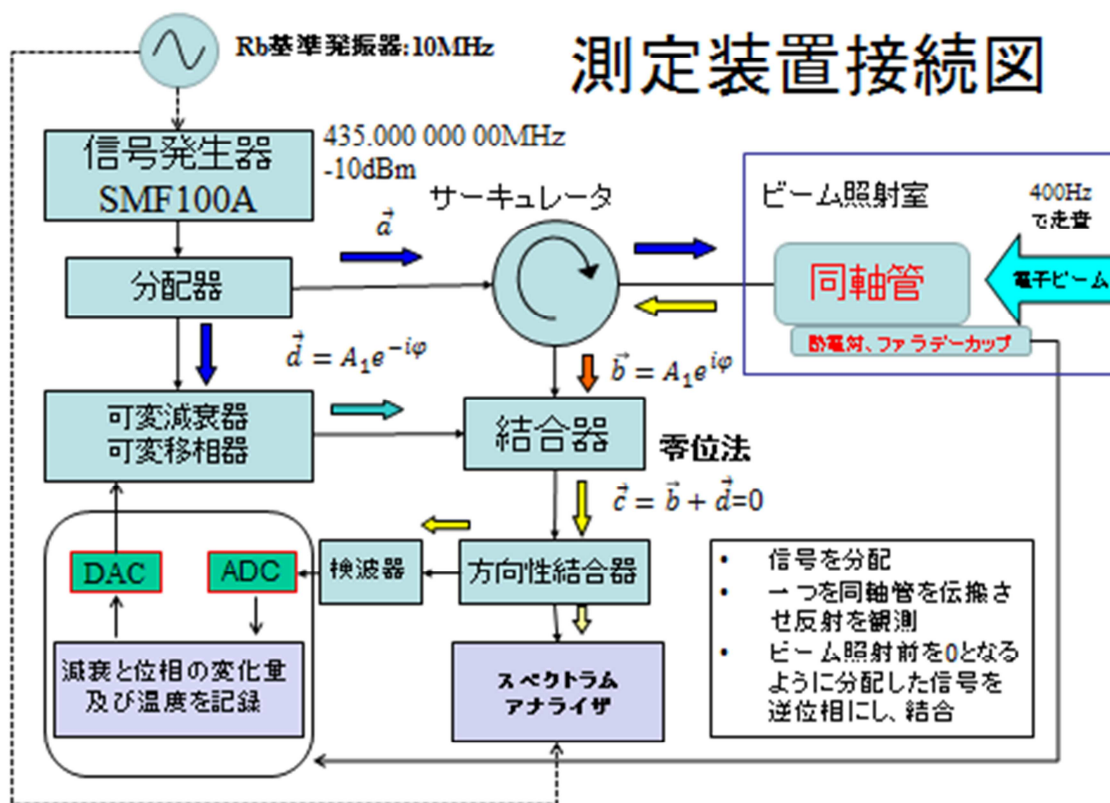 測定装置接続図
Rb基準発振器:10MHz
信号発生器
SMF100A
435.000 000 00MHz
-10dBm
サーキュレータ
ビーム照射室
400Hz
で走査
a⃗
分配器
同軸管
電子ビーム
熱電対、ファラデーカップ
d⃗ = A₁e^{-iφ}
b⃗ = A₁e^{iφ}
可変減衰器
可変移相器
結合器
零位法
c⃗ = b⃗ + d⃗=0
DAC
ADC
検波器
方向性結合器
減衰と位相の変化量
及び温度を記録
スペクトラム
アナライザ
• 信号を分配
• 一つを同軸管を伝搬さ
せ反射を観測
• ビーム照射前を0となる
ように分配した信号を
逆位相にし、結合